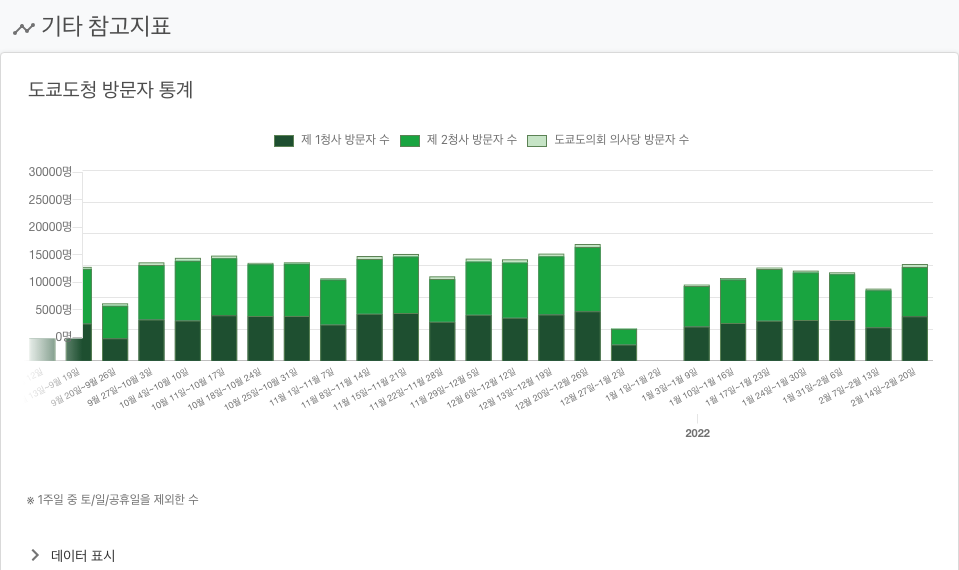 기타 참고지표
도쿄도청 방문자 통계
제 1청사 방문자 수 제 2청사 방문자 수 도쿄도의회 의사당 방문자 수
30000명
25000명
20000명
15000명
10000명
5000명
0명
9월 19일
9월 20일~9월 26일
9월 27일~10월 3일
10월 4일~10월 10일
10월 11일~10월 17일
10월 18일~10월 24일
10월 25일~10월 31일
11월 1일~11월 7일
11월 8일~11월 14일
11월 15일~11월 21일
11월 22일~11월 28일
11월 29일~12월 5일
12월 6일~12월 12일
12월 13일~12월 19일
12월 20일~12월 26일
12월 27일~1월 2일
1월 1일~1월 2일
1월 3일~1월 9일
1월 10일~1월 16일
1월 17일~1월 23일
1월 24일~1월 30일
1월 31일~2월 6일
2월 7일~2월 13일
2월 14일~2월 20일
2022
※ 1주일 중 토/일/공휴일을 제외한 수
데이터 표시